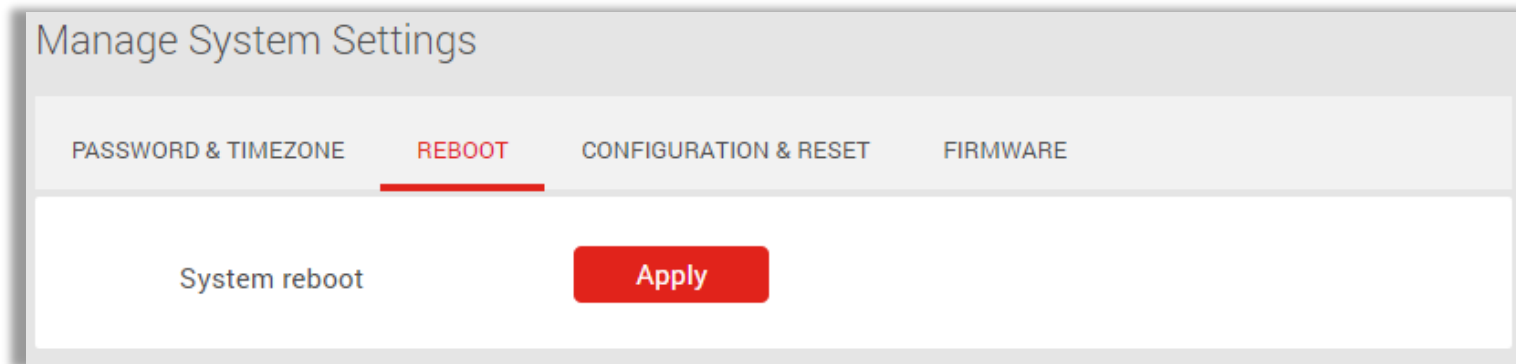 Manage System Settings
PASSWORD & TIMEZONE REBOOT CONFIGURATION & RESET FIRMWARE
System reboot Apply